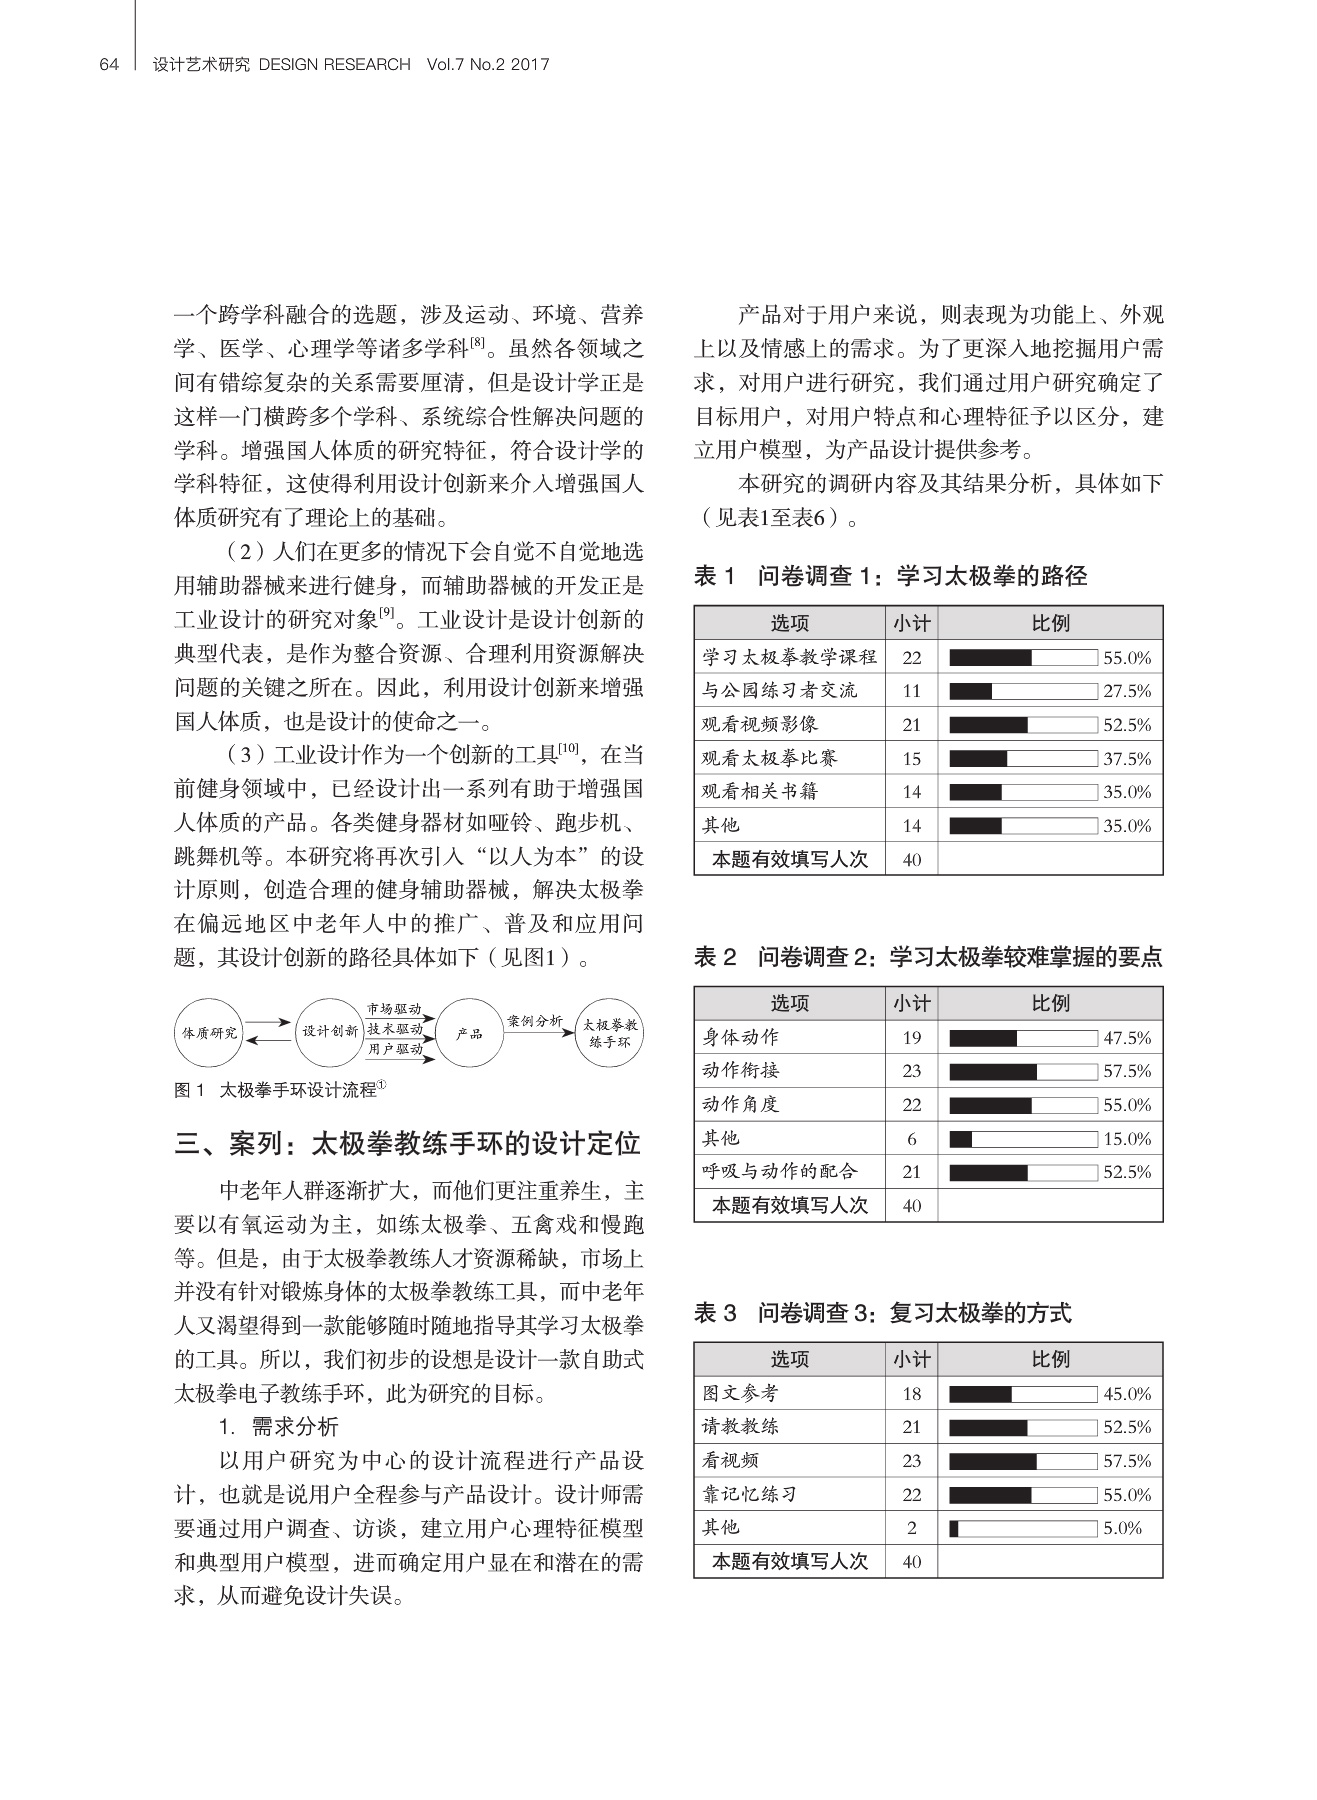 64 设计艺术研究 DESIGN RESEARCH Vol.7 No.2 2017
一个跨学科融合的选题，涉及运动、环境、营养
学、医学、心理学等诸多学科[8]。虽然各领域之
间有错综复杂的关系需要厘清，但是设计学正是
这样一门横跨多个学科、系统综合性解决问题的
学科。增强国人体质的研究特征，符合设计学的
学科特征，这使得利用设计创新来介入增强国人
体质研究有了理论上的基础。
（2）人们在更多的情况下会自觉不自觉地选
用辅助器械来进行健身，而辅助器械的开发正是
工业设计的研究对象[9]。工业设计是设计创新的
典型代表，是作为整合资源、合理利用资源解决
问题的关键之所在。因此，利用设计创新来增强
国人体质，也是设计的使命之一。
（3）工业设计作为一个创新的工具[10]，在当
前健身领域中，已经设计出一系列有助于增强国
人体质的产品。各类健身器材如哑铃、跑步机、
跳舞机等。本研究将再次引入“以人为本”的设
计原则，创造合理的健身辅助器械，解决太极拳
在偏远地区中老年人中的推广、普及和应用问
题，其设计创新的路径具体如下（见图1）。
体质研究
设计创新
市场驱动
技术驱动
用户驱动
产品
案例分析
太极拳教
练手环
图 1 太极拳手环设计流程①
三、案列：太极拳教练手环的设计定位
中老年人群逐渐扩大，而他们更注重养生，主
要以有氧运动为主，如练太极拳、五禽戏和慢跑
等。但是，由于太极拳教练人才资源稀缺，市场上
并没有针对锻炼身体的太极拳教练工具，而中老年
人又渴望得到一款能够随时随地指导其学习太极拳
的工具。所以，我们初步的设想是设计一款自助式
太极拳电子教练手环，此为研究的目标。
1. 需求分析
以用户研究为中心的设计流程进行产品设
计，也就是说用户全程参与产品设计。设计师需
要通过用户调查、访谈，建立用户心理特征模型
和典型用户模型，进而确定用户显在和潜在的需
求，从而避免设计失误。
产品对于用户来说，则表现为功能上、外观
上以及情感上的需求。为了更深入地挖掘用户需
求，对用户进行研究，我们通过用户研究确定了
目标用户，对用户特点和心理特征予以区分，建
立用户模型，为产品设计提供参考。
本研究的调研内容及其结果分析，具体如下
（见表1至表6）。
表 1 问卷调查 1：学习太极拳的路径
选项 小计 比例
学习太极拳教学课程 22 55.0%
与公园练习者交流 11 27.5%
观看视频影像 21 52.5%
观看太极拳比赛 15 37.5%
观看相关书籍 14 35.0%
其他 14 35.0%
本题有效填写人次 40
表 2 问卷调查 2：学习太极拳较难掌握的要点
选项 小计 比例
身体动作 19 47.5%
动作衔接 23 57.5%
动作角度 22 55.0%
其他 6 15.0%
呼吸与动作的配合 21 52.5%
本题有效填写人次 40
表 3 问卷调查 3：复习太极拳的方式
选项 小计 比例
图文参考 18 45.0%
请教教练 21 52.5%
看视频 23 57.5%
靠记忆练习 22 55.0%
其他 2 5.0%
本题有效填写人次 40